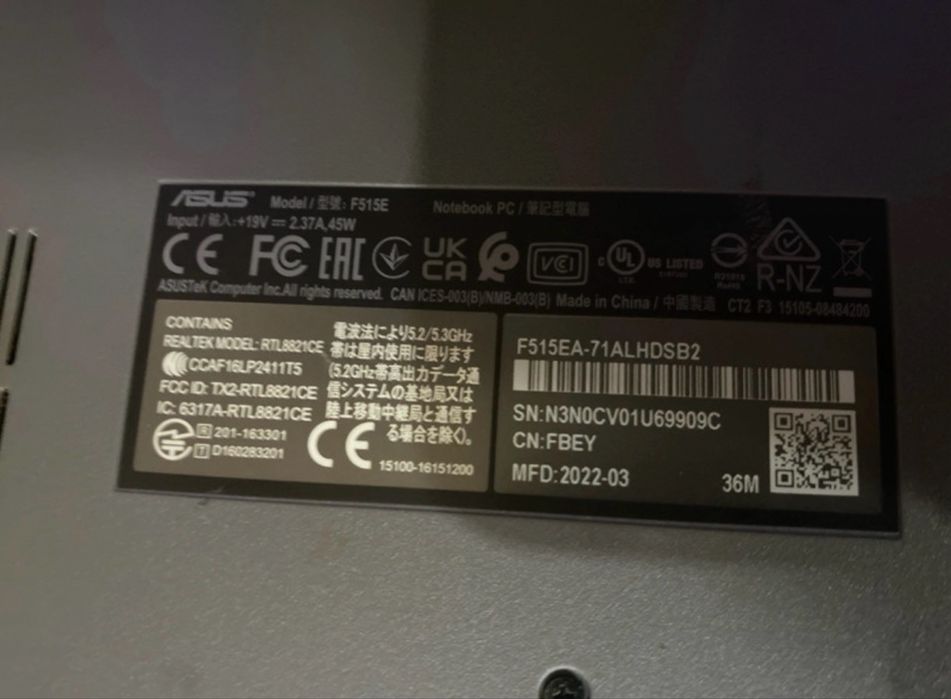 ASUS Model / 型號: F515E Notebook PC / 筆記型電腦
Input / 輸入:+19V ⎓ 2.37A,45W
CE FC EAC UK CA VCI c UL US LISTED LTD. R-NZ
ASUSTeK Computer Inc.All rights reserved. CAN ICES-003(B)/NMB-003(B) Made in China / 中國製造 CT2 F3 15105-08484200
CONTAINS
REALTEK MODEL: RTL8821CE
CCAF16LP2411T5
FCC ID: TX2-RTL8821CE
IC: 6317A-RTL8821CE
R 201-163301
T D160283201
電波法により5.2/5.3GHz
帯は屋内使用に限ります
(5.2GHz帯高出力データ通
信システムの基地局又は
陸上移動中継局と通信す
る場合を除く)。
CE
15100-16151200
F515EA-71ALHDSB2
SN:N3N0CV01U69909C
CN:FBEY
MFD:2022-03
36M